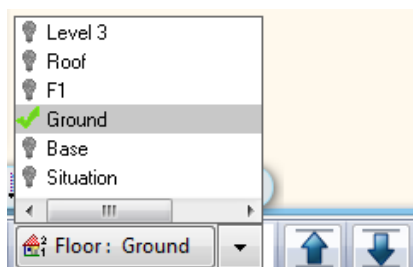 Level 3
Roof
F1
Ground
Base
Situation
Floor : Ground